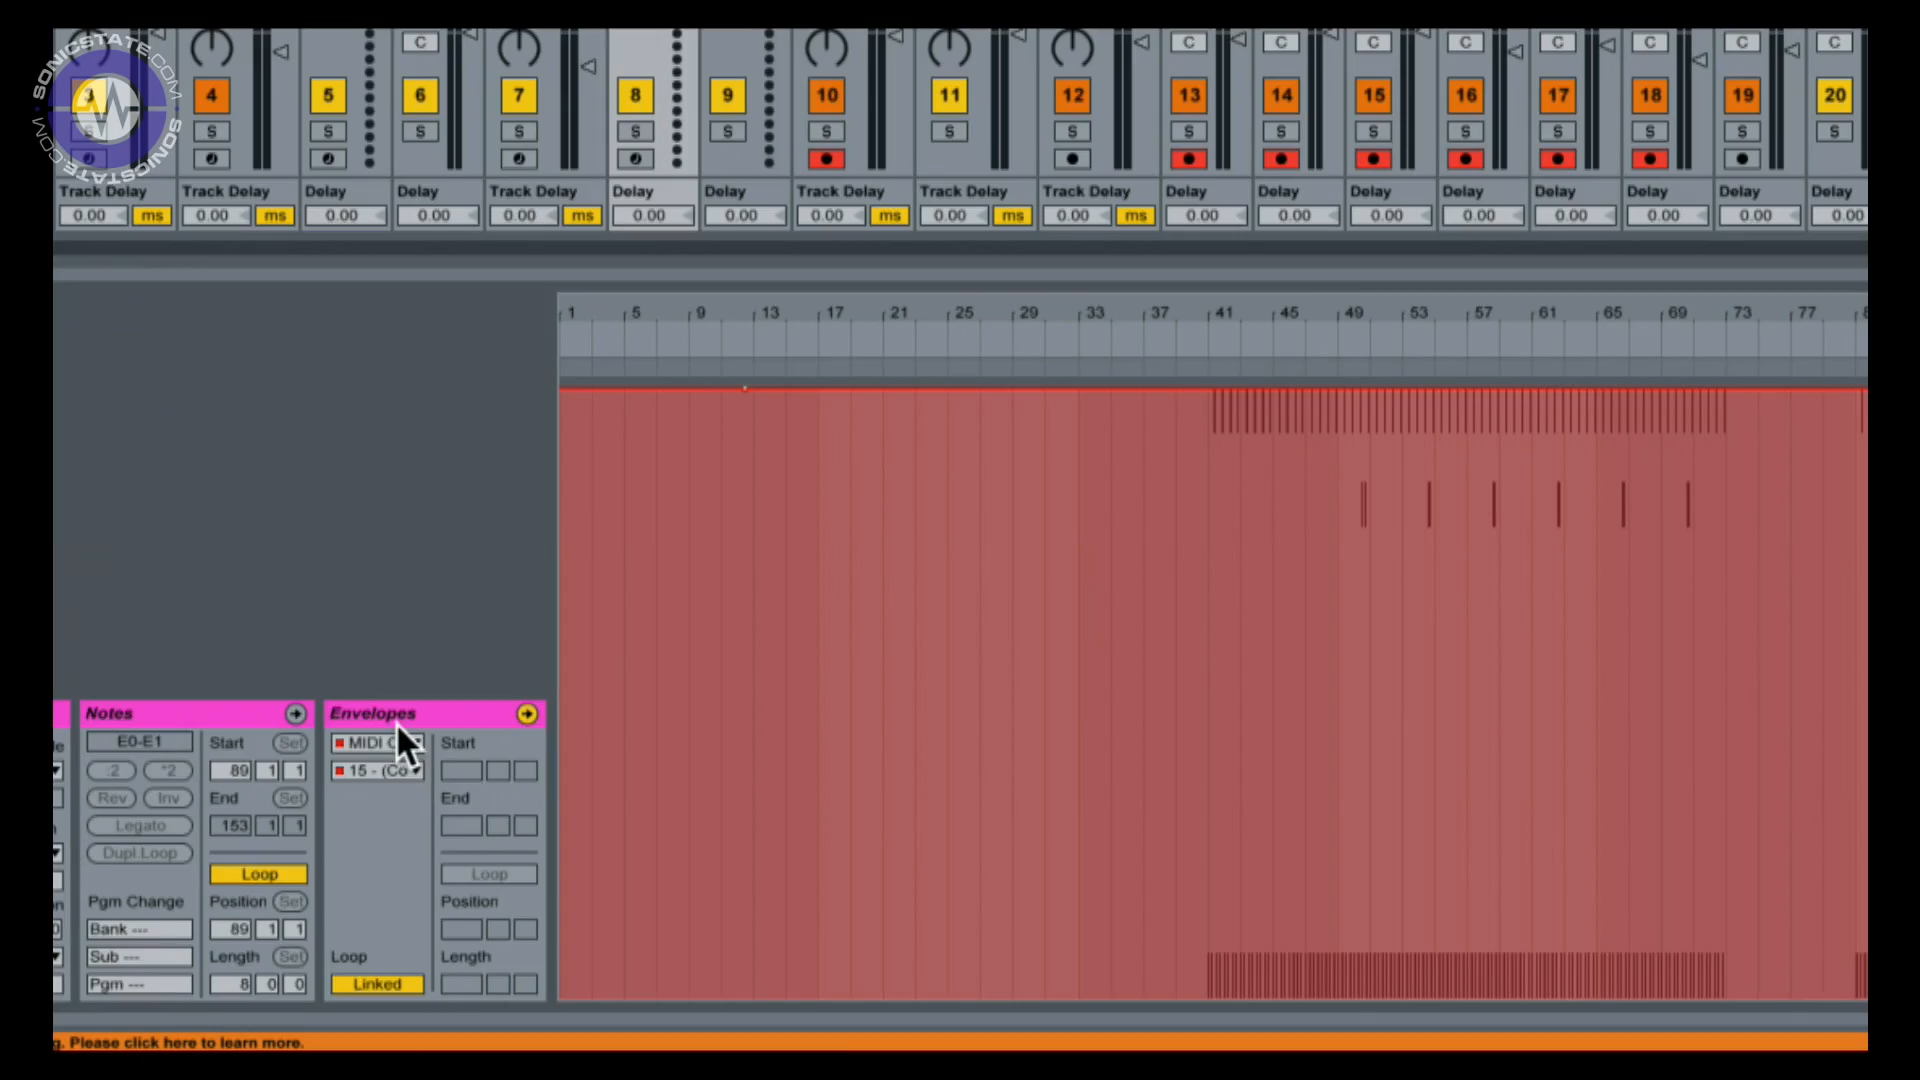 SONICSTATE.COM SONICSTATE.COM
C C C C C C C C C
3 4 5 6 7 8 9 10 11 12 13 14 15 16 17 18 19 20
S S S S S S S S S S S S S S S S S S
Track Delay Track Delay Delay Delay Track Delay Delay Delay Track Delay Track Delay Track Delay Delay Delay Delay Delay Delay Delay Delay Delay
0.00 ms 0.00 ms 0.00 0.00 0.00 ms 0.00 0.00 0.00 ms 0.00 ms 0.00 ms 0.00 0.00 0.00 0.00 0.00 0.00 0.00 0.00
1 5 9 13 17 21 25 29 33 37 41 45 49 53 57 61 65 69 73 77
Notes
E0-E1
:2 *2
Rev Inv
Legato
Dupl.Loop
Pgm Change
Bank ---
Sub ---
Pgm ---
Start Set
89 1 1
End Set
153 1 1
Loop
Position Set
89 1 1
Length Set
8 0 0
Envelopes
MIDI
15 - (Co
Loop
Linked
Start
End
Loop
Position
Length
g. Please click here to learn more.